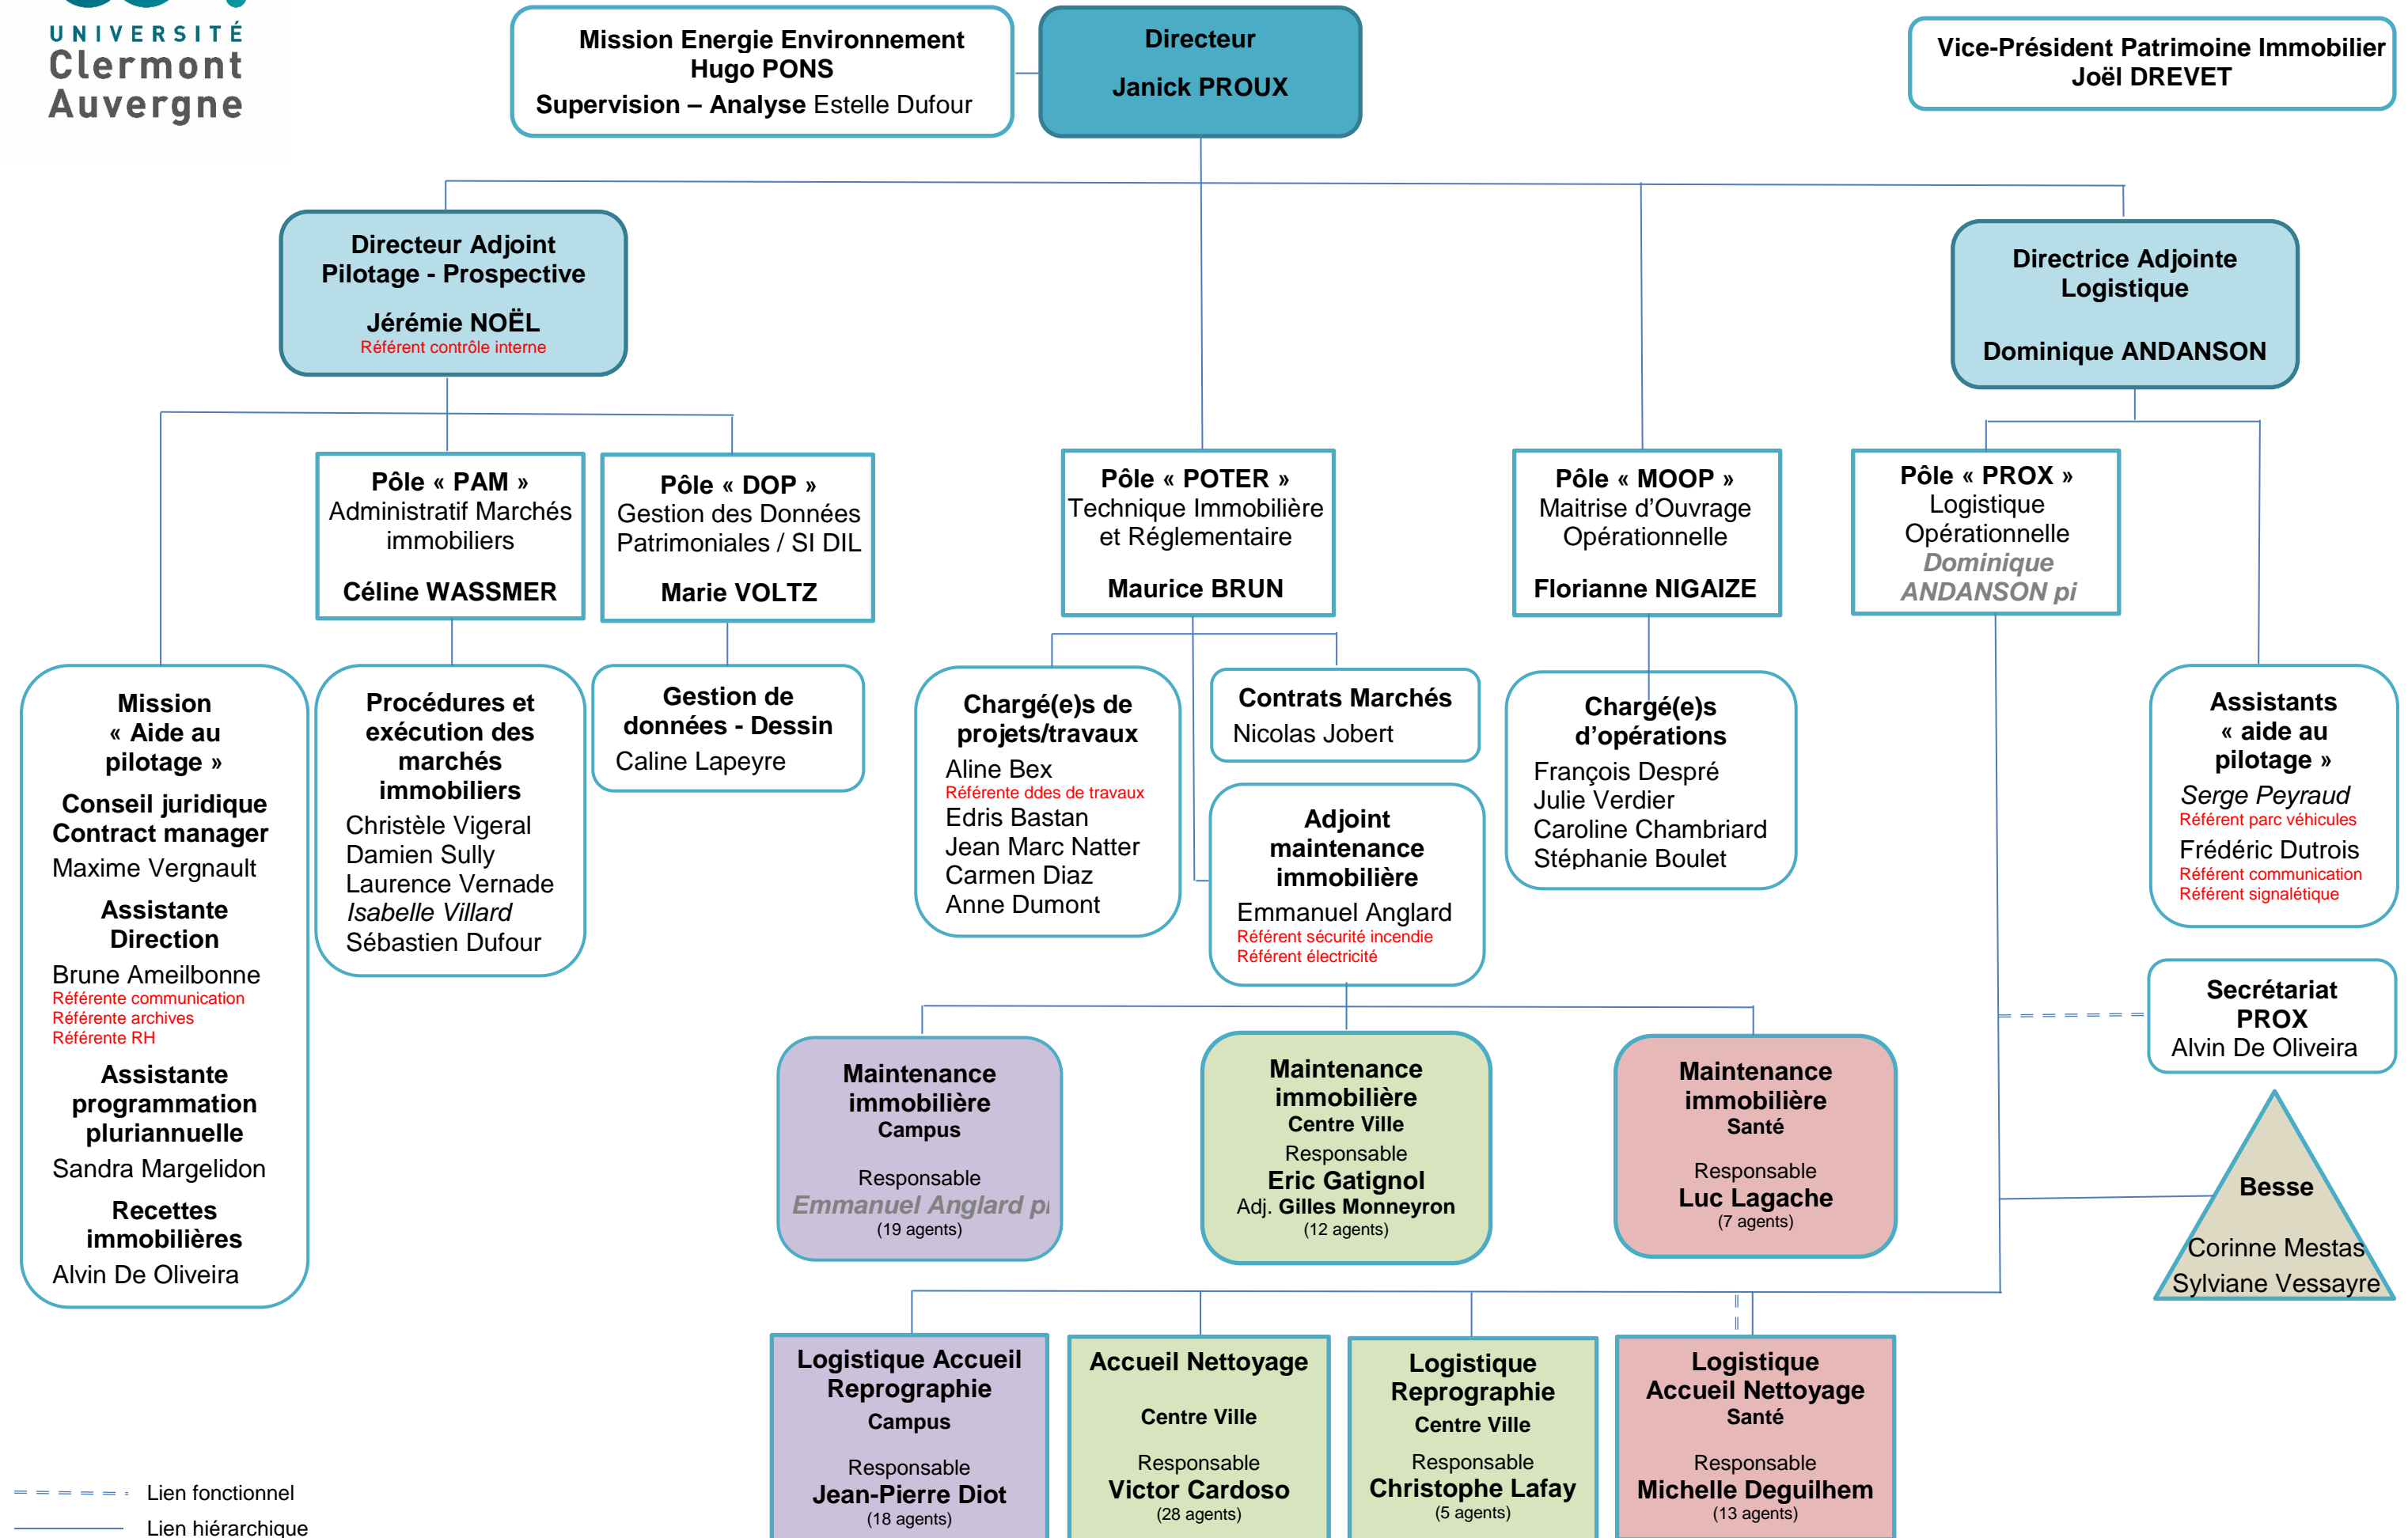 UNIVERSITÉ
Clermont
Auvergne
Mission Energie Environnement
Hugo PONS
Supervision – Analyse Estelle Dufour
Directeur
Janick PROUX
Vice-Président Patrimoine Immobilier
Joël DREVET
Directeur Adjoint
Pilotage - Prospective
Jérémie NOËL
Référent contrôle interne
Directrice Adjointe
Logistique
Dominique ANDANSON
Pôle « PAM »
Administratif Marchés
immobiliers
Céline WASSMER
Pôle « DOP »
Gestion des Données
Patrimoniales / SI DIL
Marie VOLTZ
Pôle « POTER »
Technique Immobilière
et Réglementaire
Maurice BRUN
Pôle « MOOP »
Maitrise d’Ouvrage
Opérationnelle
Florianne NIGAIZE
Pôle « PROX »
Logistique
Opérationnelle
Dominique
ANDANSON pi
Mission
« Aide au
pilotage »
Conseil juridique
Contract manager
Maxime Vergnault
Assistante
Direction
Brune Ameilbonne
Référente communication
Référente archives
Référente RH
Assistante
programmation
pluriannuelle
Sandra Margelidon
Recettes
immobilières
Alvin De Oliveira
Procédures et
exécution des
marchés
immobiliers
Christèle Vigeral
Damien Sully
Laurence Vernade
Isabelle Villard
Sébastien Dufour
Gestion de
données - Dessin
Caline Lapeyre
Chargé(e)s de
projets/travaux
Aline Bex
Référente ddes de travaux
Edris Bastan
Jean Marc Natter
Carmen Diaz
Anne Dumont
Contrats Marchés
Nicolas Jobert
Adjoint
maintenance
immobilière
Emmanuel Anglard
Référent sécurité incendie
Référent électricité
Chargé(e)s
d’opérations
François Despré
Julie Verdier
Caroline Chambriard
Stéphanie Boulet
Assistants
« aide au
pilotage »
Serge Peyraud
Référent parc véhicules
Frédéric Dutrois
Référent communication
Référent signalétique
Secrétariat
PROX
Alvin De Oliveira
Besse
Corinne Mestas
Sylviane Vessayre
Maintenance
immobilière
Campus
Responsable
Emmanuel Anglard pi
(19 agents)
Maintenance
immobilière
Centre Ville
Responsable
Eric Gatignol
Adj. Gilles Monneyron
(12 agents)
Maintenance
immobilière
Santé
Responsable
Luc Lagache
(7 agents)
Logistique Accueil
Reprographie
Campus
Responsable
Jean-Pierre Diot
(18 agents)
Accueil Nettoyage
Centre Ville
Responsable
Victor Cardoso
(28 agents)
Logistique
Reprographie
Centre Ville
Responsable
Christophe Lafay
(5 agents)
Logistique
Accueil Nettoyage
Santé
Responsable
Michelle Deguilhem
(13 agents)
Lien fonctionnel
Lien hiérarchique